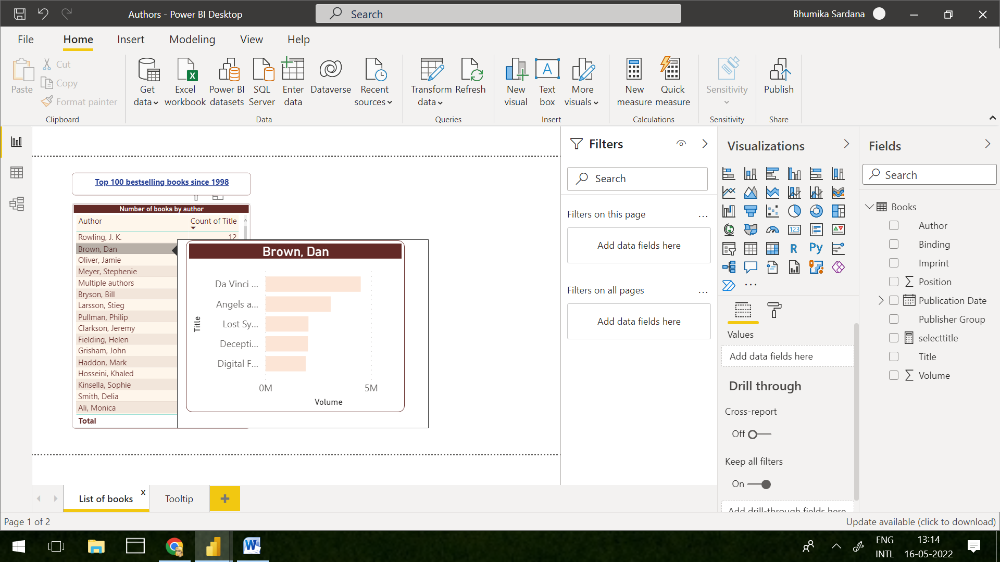 Authors - Power BI Desktop
Search
Bhumika Sardana
File
Home
Insert
Modeling
View
Help
Paste
Cut
Copy
Format painter
Clipboard
Get data
Excel workbook
Power BI datasets
SQL Server
Enter data
Dataverse
Recent sources
Data
Transform data
Refresh
Queries
New visual
Text box
More visuals
Insert
New measure
Quick measure
Calculations
Sensitivity
Sensitivity
Publish
Share
Top 100 bestselling books since 1998
Number of books by author
Author Count of Title
Rowling, J. K. 12
Brown, Dan
Oliver, Jamie
Meyer, Stephenie
Multiple authors
Bryson, Bill
Larsson, Stieg
Pullman, Philip
Clarkson, Jeremy
Fielding, Helen
Grisham, John
Haddon, Mark
Hosseini, Khaled
Kinsella, Sophie
Smith, Delia
Ali, Monica
Total
Brown, Dan
Title
Da Vinci ...
Angels a...
Lost Sy...
Decepti...
Digital F...
0M 5M
Volume
Filters
Search
Filters on this page ...
Add data fields here
Filters on all pages ...
Add data fields here
Visualizations
123
R
Py
...
Values
Add data fields here
Drill through
Cross-report
Off
Keep all filters
On
Add drill-through fields here
Fields
Search
Books
Author
Binding
Imprint
Position
Publication Date
Publisher Group
selecttitle
Title
Volume
List of books x
Tooltip
+
Page 1 of 2
Update available (click to download)
ENG
INTL
13:14
16-05-2022